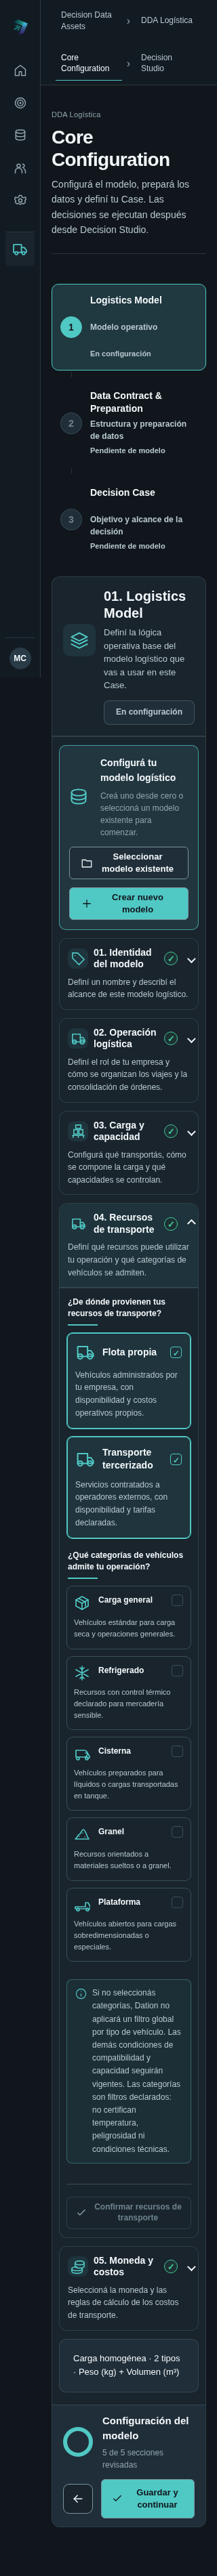 Decision Data
Assets
DDA Logística
Core
Configuration
Decision
Studio
DDA Logística
Core
Configuration
Configurá el modelo, prepará los
datos y definí tu Case. Las
decisiones se ejecutan después
desde Decision Studio.
Logistics Model
1
Modelo operativo
En configuración
Data Contract &
Preparation
2
Estructura y preparación
de datos
Pendiente de modelo
Decision Case
3
Objetivo y alcance de la
decisión
Pendiente de modelo
MC
01. Logistics
Model
Definí la lógica
operativa base del
modelo logístico que
vas a usar en este
Case.
En configuración
Configurá tu
modelo logístico
Creá uno desde cero o
seleccioná un modelo
existente para
comenzar.
Seleccionar
modelo existente
Crear nuevo
modelo
01. Identidad
del modelo
Definí un nombre y describí el
alcance de este modelo logístico.
02. Operación
logística
Definí el rol de tu empresa y
cómo se organizan los viajes y la
consolidación de órdenes.
03. Carga y
capacidad
Configurá qué transportás, cómo
se compone la carga y qué
capacidades se controlan.
04. Recursos
de transporte
Definí qué recursos puede utilizar
tu operación y qué categorías de
vehículos se admiten.
¿De dónde provienen tus
recursos de transporte?
Flota propia
Vehículos administrados por
tu empresa, con
disponibilidad y costos
operativos propios.
Transporte
tercerizado
Servicios contratados a
operadores externos, con
disponibilidad y tarifas
declaradas.
¿Qué categorías de vehículos
admite tu operación?
Carga general
Vehículos estándar para carga
seca y operaciones generales.
Refrigerado
Recursos con control térmico
declarado para mercadería
sensible.
Cisterna
Vehículos preparados para
líquidos o cargas transportadas
en tanque.
Granel
Recursos orientados a
materiales sueltos o a granel.
Plataforma
Vehículos abiertos para cargas
sobredimensionadas o
especiales.
Si no seleccionás
categorías, Dation no
aplicará un filtro global
por tipo de vehículo. Las
demás condiciones de
compatibilidad y
capacidad seguirán
vigentes. Las categorías
son filtros declarados:
no certifican
temperatura,
peligrosidad ni
condiciones técnicas.
Confirmar recursos de
transporte
05. Moneda y
costos
Seleccioná la moneda y las
reglas de cálculo de los costos
de transporte.
Carga homogénea · 2 tipos
· Peso (kg) + Volumen (m³)
Configuración del
modelo
5 de 5 secciones
revisadas
Guardar y
continuar